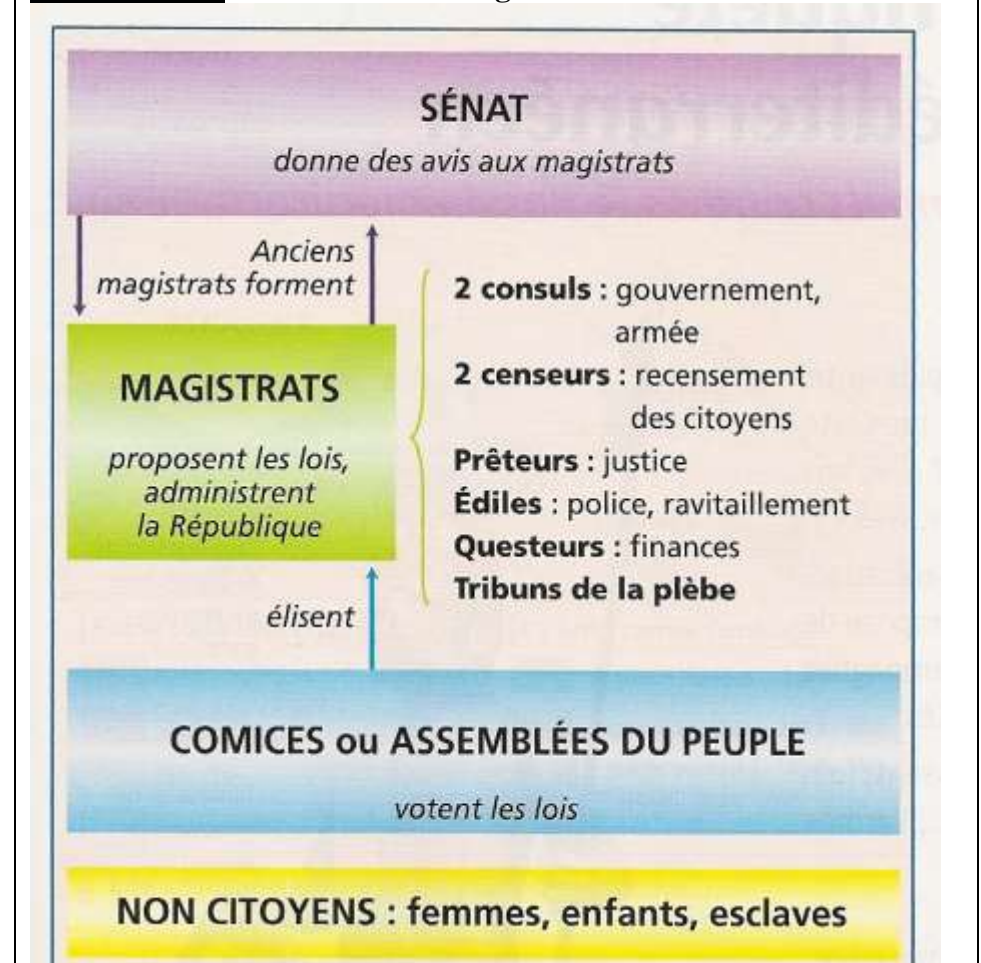 SÉNAT
donne des avis aux magistrats
Anciens
magistrats forment
MAGISTRATS
proposent les lois,
administrent
la République
2 consuls : gouvernement,
armée
2 censeurs : recensement
des citoyens
Prêteurs : justice
Édiles : police, ravitaillement
Questeurs : finances
Tribuns de la plèbe
élisent
COMICES ou ASSEMBLÉES DU PEUPLE
votent les lois
NON CITOYENS : femmes, enfants, esclaves